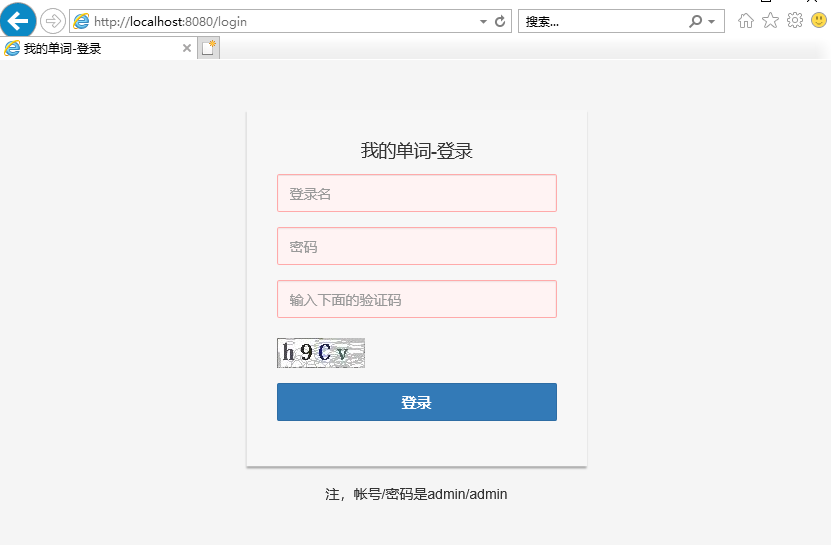 http://localhost:8080/login
搜索...
我的单词-登录
我的单词-登录
登录名
密码
输入下面的验证码
h9Cv
登录
注，帐号/密码是admin/admin